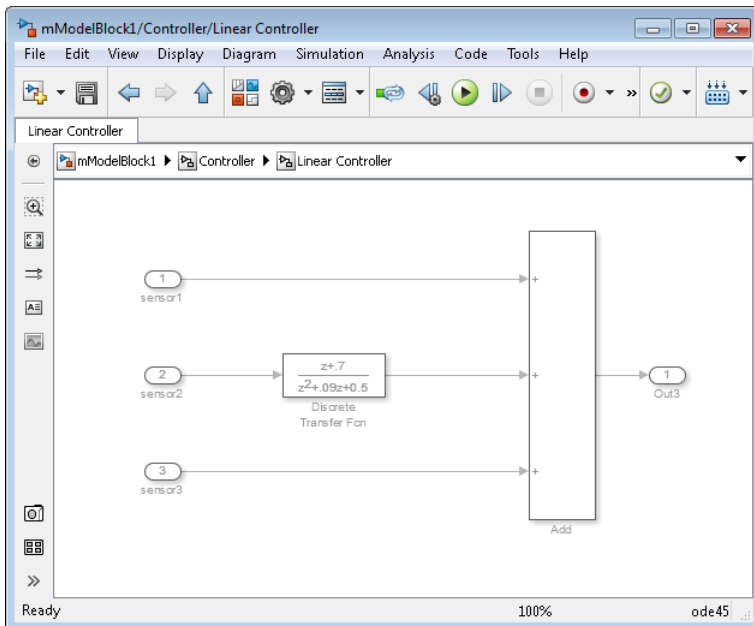 mModelBlock1/Controller/Linear Controller
File Edit View Display Diagram Simulation Analysis Code Tools Help
»
Linear Controller
mModelBlock1 Controller Linear Controller
1
sensor1
+
2
sensor2
z+.7
z2+.09z+0.5
Discrete
Transfer Fcn
+
1
Out3
3
sensor3
+
Add
Ready 100% ode45